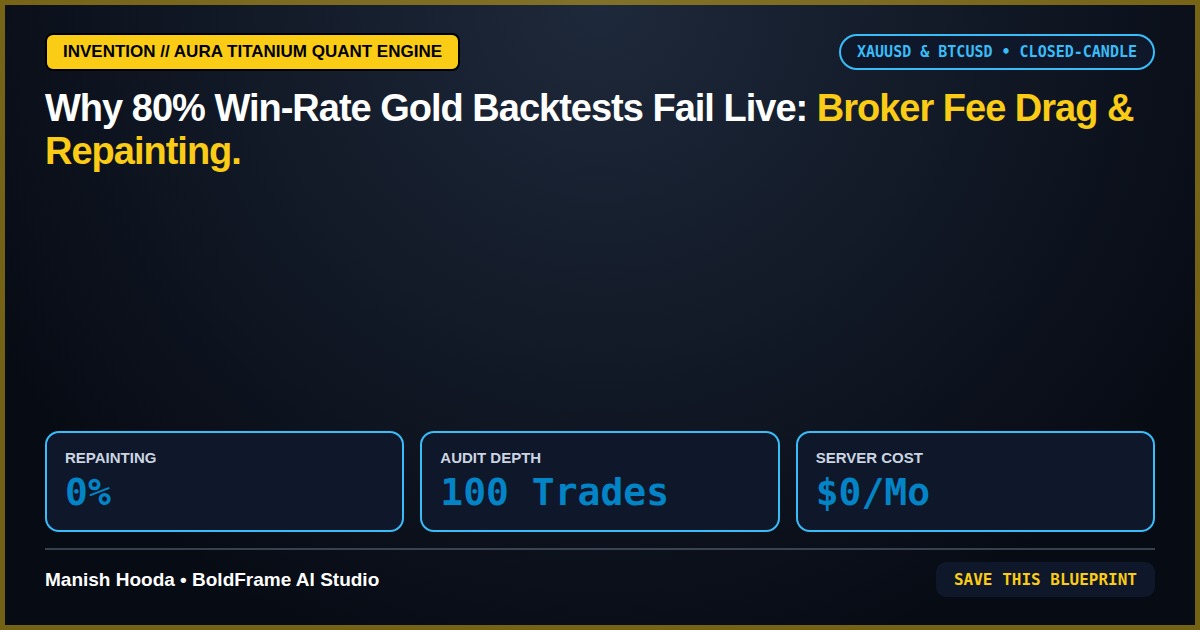 INVENTION // AURA TITANIUM QUANT ENGINE
XAUUSD & BTCUSD • CLOSED-CANDLE
Why 80% Win-Rate Gold Backtests Fail Live: Broker Fee Drag &
Repainting.
REPAINTING
0%
AUDIT DEPTH
100 Trades
SERVER COST
$0/Mo
Manish Hooda • BoldFrame AI Studio
SAVE THIS BLUEPRINT